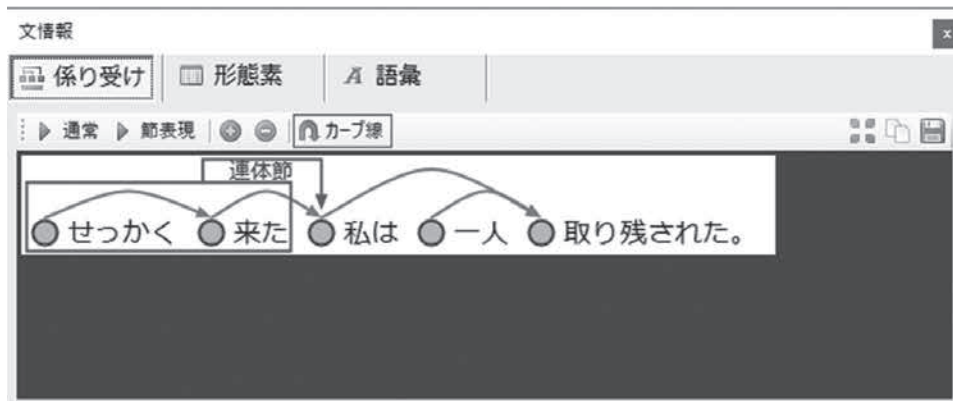 文情報 x
係り受け 形態素 A 語彙
通常 節表現 カーブ線
連体節
せっかく 来た 私は 一人 取り残された。